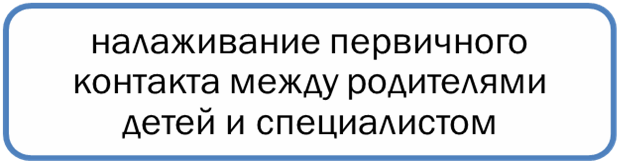 налаживание первичного
контакта между родителями
детей и специалистом